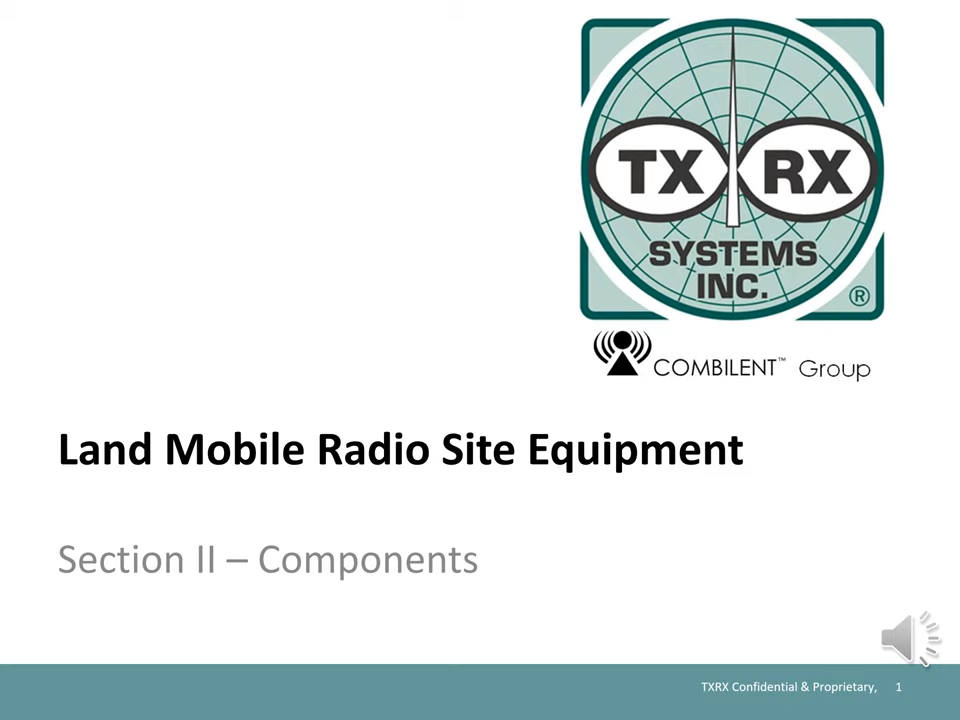 TX RX
SYSTEMS
INC.
®
COMBILENT™ Group
Land Mobile Radio Site Equipment
Section II – Components
TXRX Confidential & Proprietary, 1